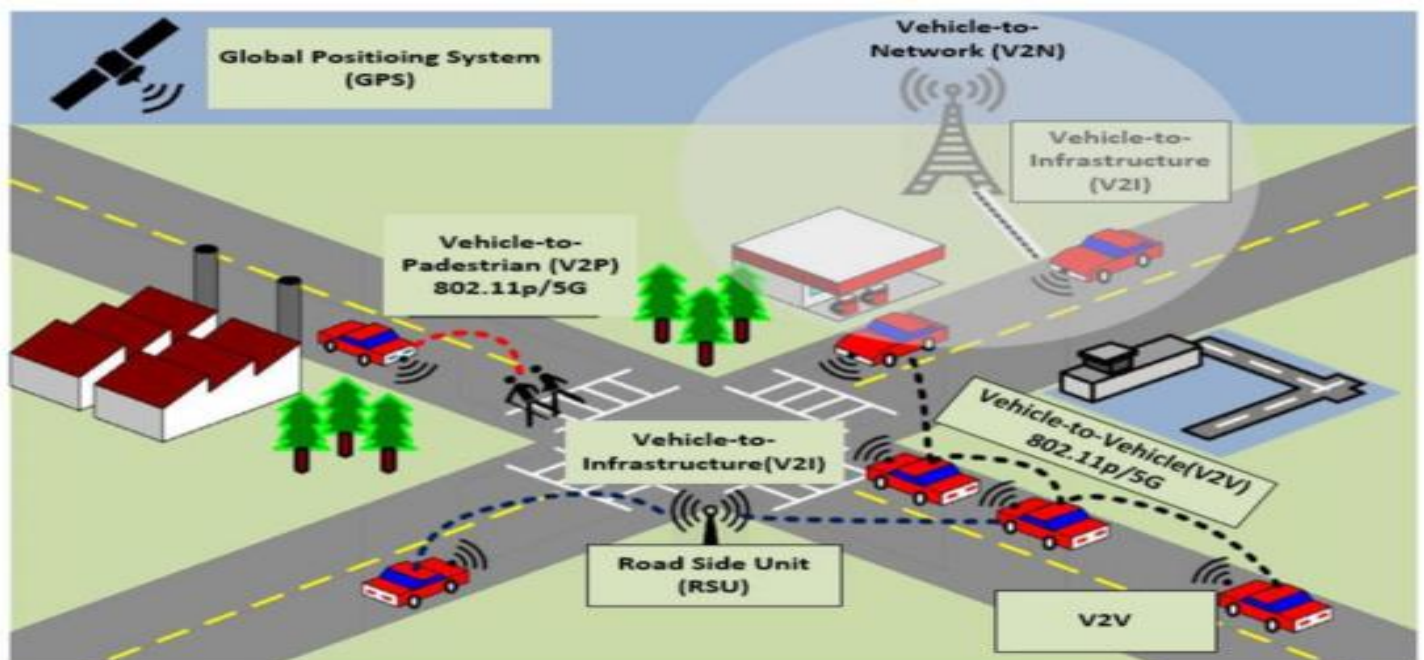 Global Positioing System
(GPS)
Vehicle-to-
Network (V2N)
Vehicle-to-
Infrastructure
(V2I)
Vehicle-to-
Padestrian (V2P)
802.11p/5G
Vehicle-to-Vehicle(V2V)
802.11p/5G
Vehicle-to-
Infrastructure(V2I)
Road Side Unit
(RSU)
V2V